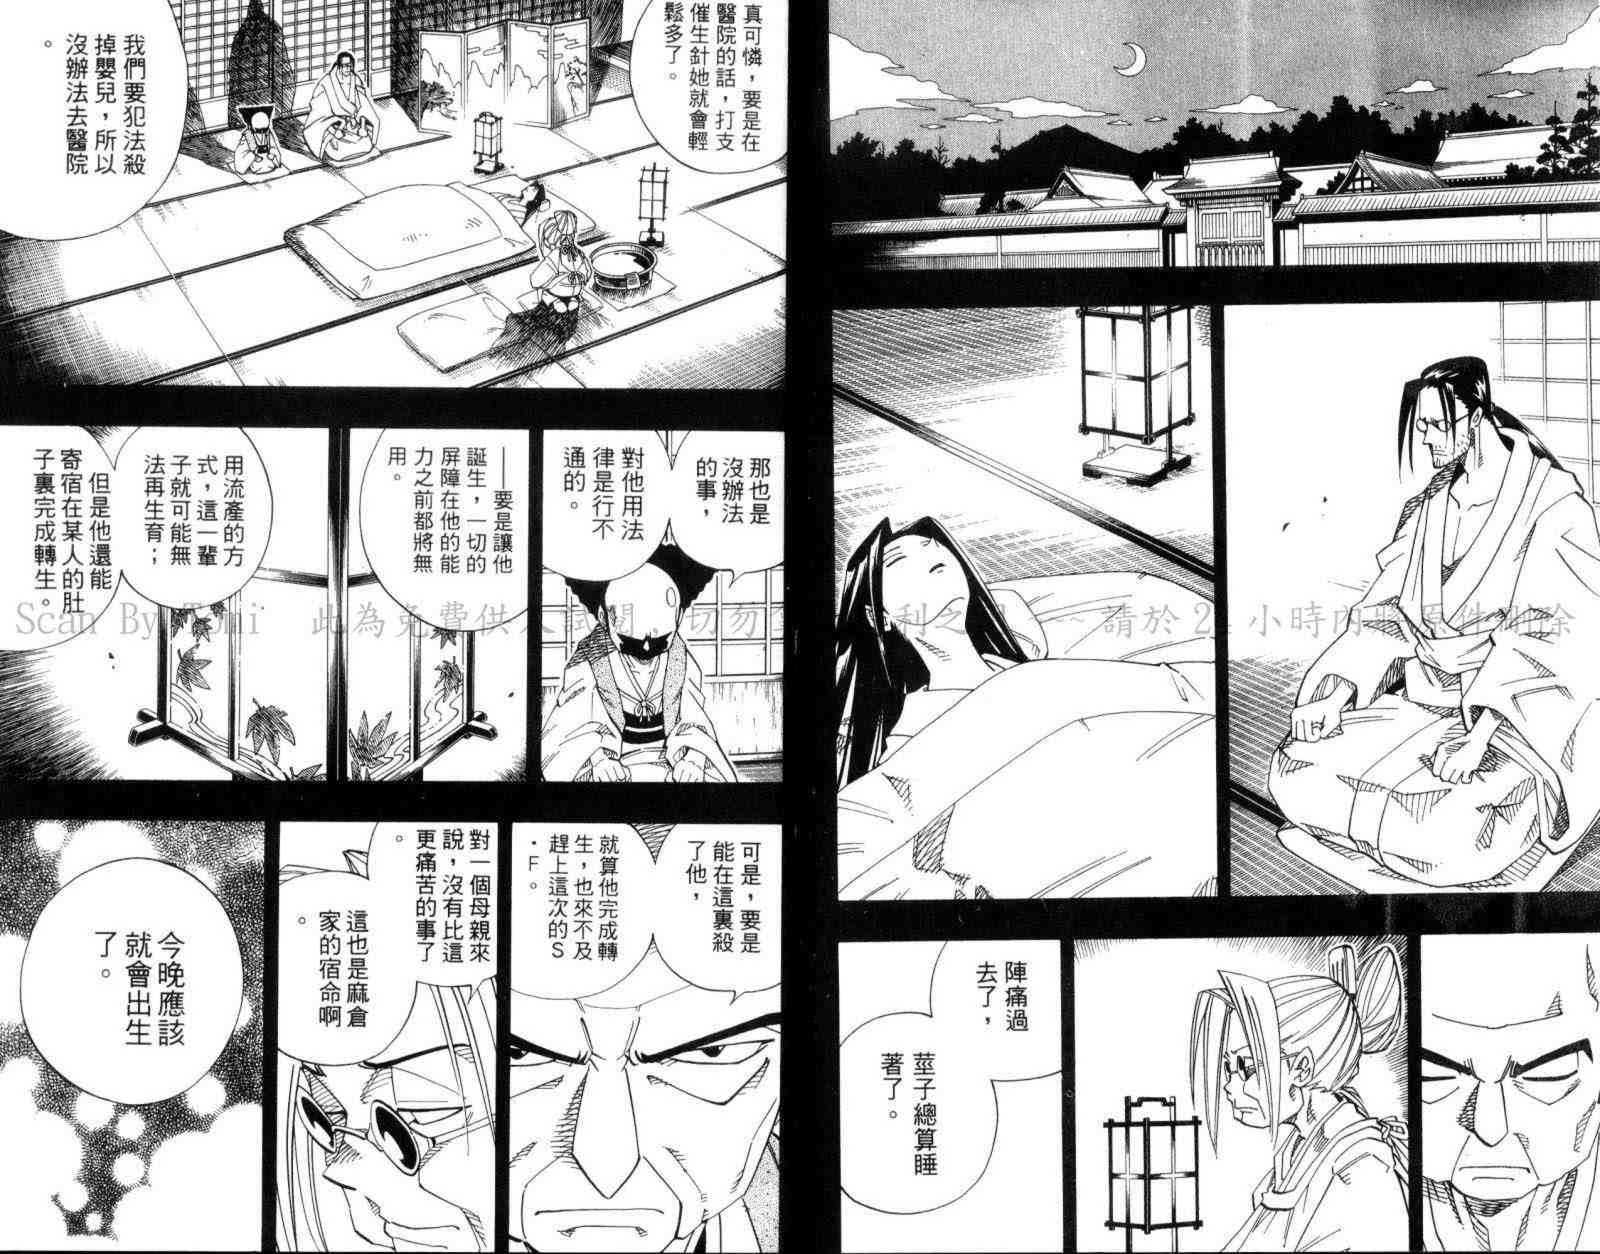 陣痛過
去了，
莖子總算睡
著了。
真可憐，要是在
醫院的話，打支
催生針她就會輕
鬆多了。
我們要犯法殺
掉嬰兒，所以
沒辦法去醫院
。
那也是
沒辦法
的事，
對他用法
律是行不
通的。
——要是讓他
誕生，一切的
屏障在他的能
力之前都將無
用。
用流產的方
式，這一輩
子就可能無
法再生育；
但是他還能
寄宿在某人的肚
子裏完成轉生。
可是，要是
能在這裏殺
了他，
就算他完成轉
生，也來不及
趕上這次的S
・F。
對一個母親來
說，沒有比這
更痛苦的事了
。
這也是麻倉
家的宿命啊
。
今晚應該
就會出生
了。
Scan By Tomi 此為免費供人試閱，切勿 利之 ~~ 請於 2 小時內 原件刪除